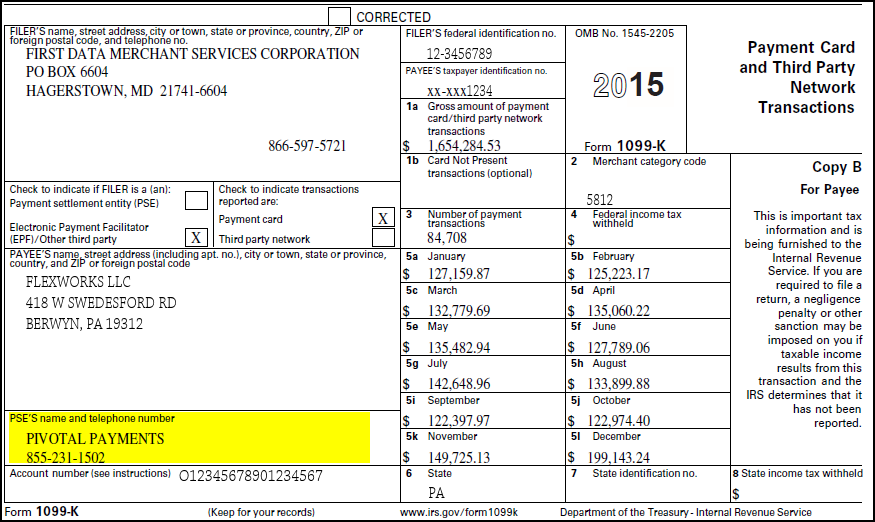 CORRECTED
FILER'S name, street address, city or town, state or province, country, ZIP or
foreign postal code, and telephone no.
FIRST DATA MERCHANT SERVICES CORPORATION
PO BOX 6604
HAGERSTOWN, MD 21741-6604
866-597-5721
FILER'S federal identification no.
12-3456789
PAYEE'S taxpayer identification no.
xx-xxx1234
1a Gross amount of payment
card/third party network
transactions
$ 1,654,284.53
OMB No. 1545-2205
2015
Form 1099-K
Payment Card
and Third Party
Network
Transactions
1b Card Not Present
transactions (optional)
2 Merchant category code
5812
Copy B
For Payee
This is important tax
information and is
being furnished to the
Internal Revenue
Service. If you are
required to file a
return, a negligence
penalty or other
sanction may be
imposed on you if
taxable income
results from this
transaction and the
IRS determines that it
has not been
reported.
Check to indicate if FILER is a (an):
Payment settlement entity (PSE)
Electronic Payment Facilitator
(EPF)/Other third party X
Check to indicate transactions
reported are:
Payment card X
Third party network
3 Number of payment
transactions
84,708
4 Federal income tax
withheld
$
PAYEE'S name, street address (including apt. no.), city or town, state or province,
country, and ZIP or foreign postal code
FLEXWORKS LLC
418 W SWEDESFORD RD
BERWYN, PA 19312
5a January
$ 127,159.87
5b February
$ 125,223.17
5c March
$ 132,779.69
5d April
$ 135,060.22
5e May
$ 135,482.94
5f June
$ 127,789.06
5g July
$ 142,648.96
5h August
$ 133,899.88
5i September
$ 122,397.97
5j October
$ 122,974.40
PSE'S name and telephone number
PIVOTAL PAYMENTS
855-231-1502
5k November
$ 149,725.13
5l December
$ 199,143.24
Account number (see instructions) O12345678901234567
6 State
PA
7 State identification no.
8 State income tax withheld
$
Form 1099-K (Keep for your records) www.irs.gov/form1099k Department of the Treasury - Internal Revenue Service